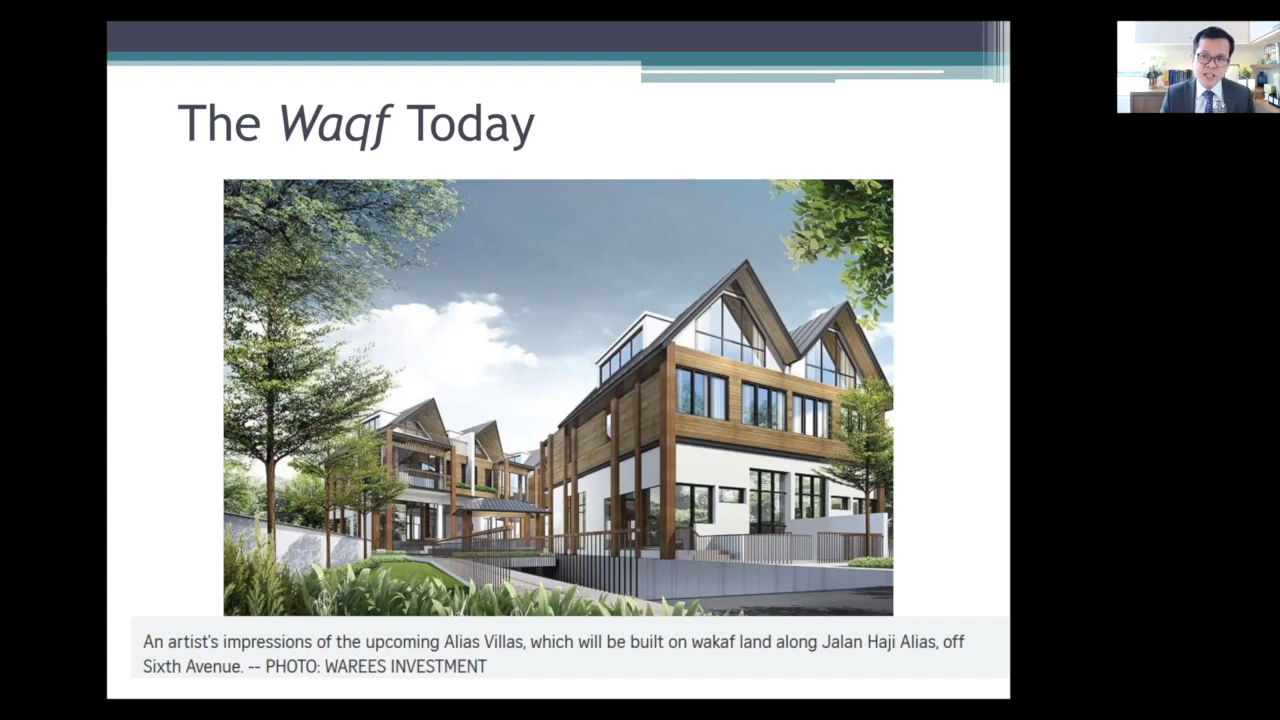 The Waqf Today
An artist's impressions of the upcoming Alias Villas, which will be built on wakaf land along Jalan Haji Alias, off
Sixth Avenue. -- PHOTO: WAREES INVESTMENT